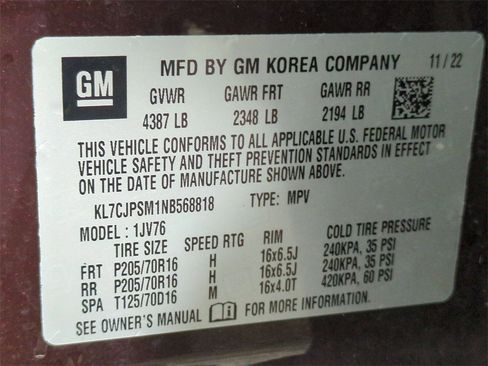 GM MFD BY GM KOREA COMPANY 11/22
GVWR GAWR FRT GAWR RR
4387 LB 2348 LB 2194 LB
THIS VEHICLE CONFORMS TO ALL APPLICABLE U.S. FEDERAL MOTOR
VEHICLE SAFETY AND THEFT PREVENTION STANDARDS IN EFFECT
ON THE DATE OF MANUFACTURE SHOWN ABOVE.
KL7CJPSM1NB568818 TYPE: MPV
MODEL: 1JV76
TIRE SIZE SPEED RTG RIM COLD TIRE PRESSURE
FRT P205/70R16 H 16x6.5J 240KPA, 35 PSI
RR P205/70R16 H 16x6.5J 240KPA, 35 PSI
SPA T125/70D16 M 16x4.0T 420KPA, 60 PSI
SEE OWNER'S MANUAL FOR MORE INFORMATION.